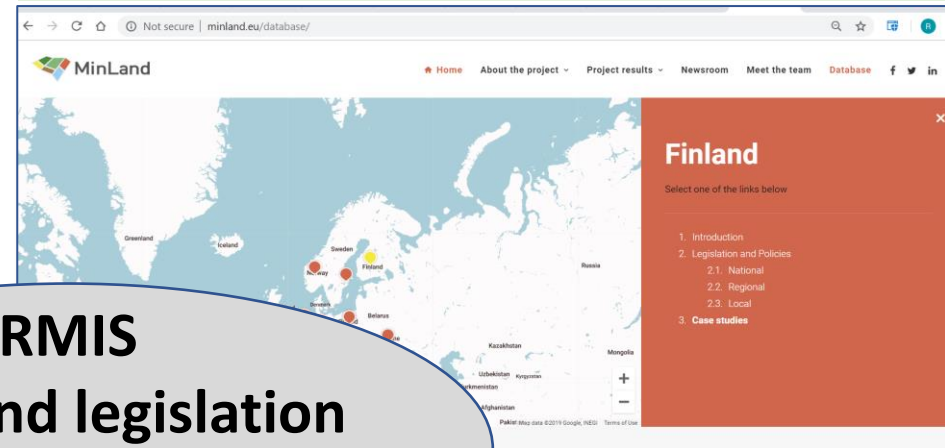 Not secure | minland.eu/database/
R
MinLand
Home About the project Project results Newsroom Meet the team Database f in
Finland
Select one of the links below
1. Introduction
2. Legislation and Policies
2.1. National
2.2. Regional
2.3. Local
3. Case studies
Greenland
Iceland
Sweden
Finland
Russia
Belarus
Kazakhstan
Mongolia
Uzbekistan
Kyrgyzstan
Afghanistan
Map data ©2019 Google, INEGI Terms of Use
RMIS
nd legislation